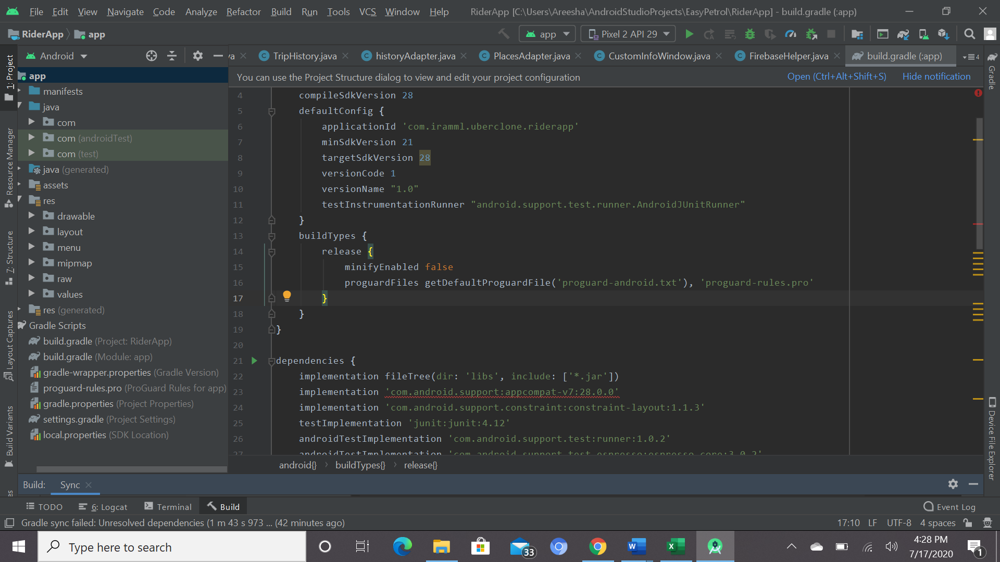 File Edit View Navigate Code Analyze Refactor Build Run Tools VCS Window Help RiderApp [C:\Users\Areesha\AndroidStudioProjects\EasyPetrol\RiderApp] - build.gradle (:app)
RiderApp app app Pixel 2 API 29
Android va TripHistory.java historyAdapter.java PlacesAdapter.java CustomInfoWindow.java FirebaseHelper.java build.gradle (:app) 4
You can use the Project Structure dialog to view and edit your project configuration Open (Ctrl+Alt+Shift+S) Hide notification
1: Project
Resource Manager
7: Structure
Layout Captures
Build Variants
es
app
manifests
java
com
com (androidTest)
com (test)
java (generated)
assets
res
drawable
layout
menu
mipmap
raw
values
res (generated)
Gradle Scripts
build.gradle (Project: RiderApp)
build.gradle (Module: app)
gradle-wrapper.properties (Gradle Version)
proguard-rules.pro (ProGuard Rules for app)
gradle.properties (Project Properties)
settings.gradle (Project Settings)
local.properties (SDK Location)
4 compileSdkVersion 28
5 defaultConfig {
6 applicationId 'com.iramml.uberclone.riderapp'
7 minSdkVersion 21
8 targetSdkVersion 28
9 versionCode 1
10 versionName "1.0"
11 testInstrumentationRunner "android.support.test.runner.AndroidJUnitRunner"
12 }
13 buildTypes {
14 release {
15 minifyEnabled false
16 proguardFiles getDefaultProguardFile('proguard-android.txt'), 'proguard-rules.pro'
17 }
18 }
19 }
20
21 dependencies {
22 implementation fileTree(dir: 'libs', include: ['*.jar'])
23 implementation 'com.android.support:appcompat-v7:28.0.0'
24 implementation 'com.android.support.constraint:constraint-layout:1.1.3'
25 testImplementation 'junit:junit:4.12'
26 androidTestImplementation 'com.android.support.test:runner:1.0.2'
27 androidTestImplementation 'com.android.support.test.espresso:espresso-core:3.0.2'
android{} buildTypes{} release{}
Gradle
Device File Explorer
Build: Sync
TODO 6: Logcat Terminal Build Event Log
Gradle sync failed: Unresolved dependencies (1 m 43 s 973 ... (42 minutes ago) 17:10 LF UTF-8 4 spaces
Type here to search 33 4:28 PM
7/17/2020 1